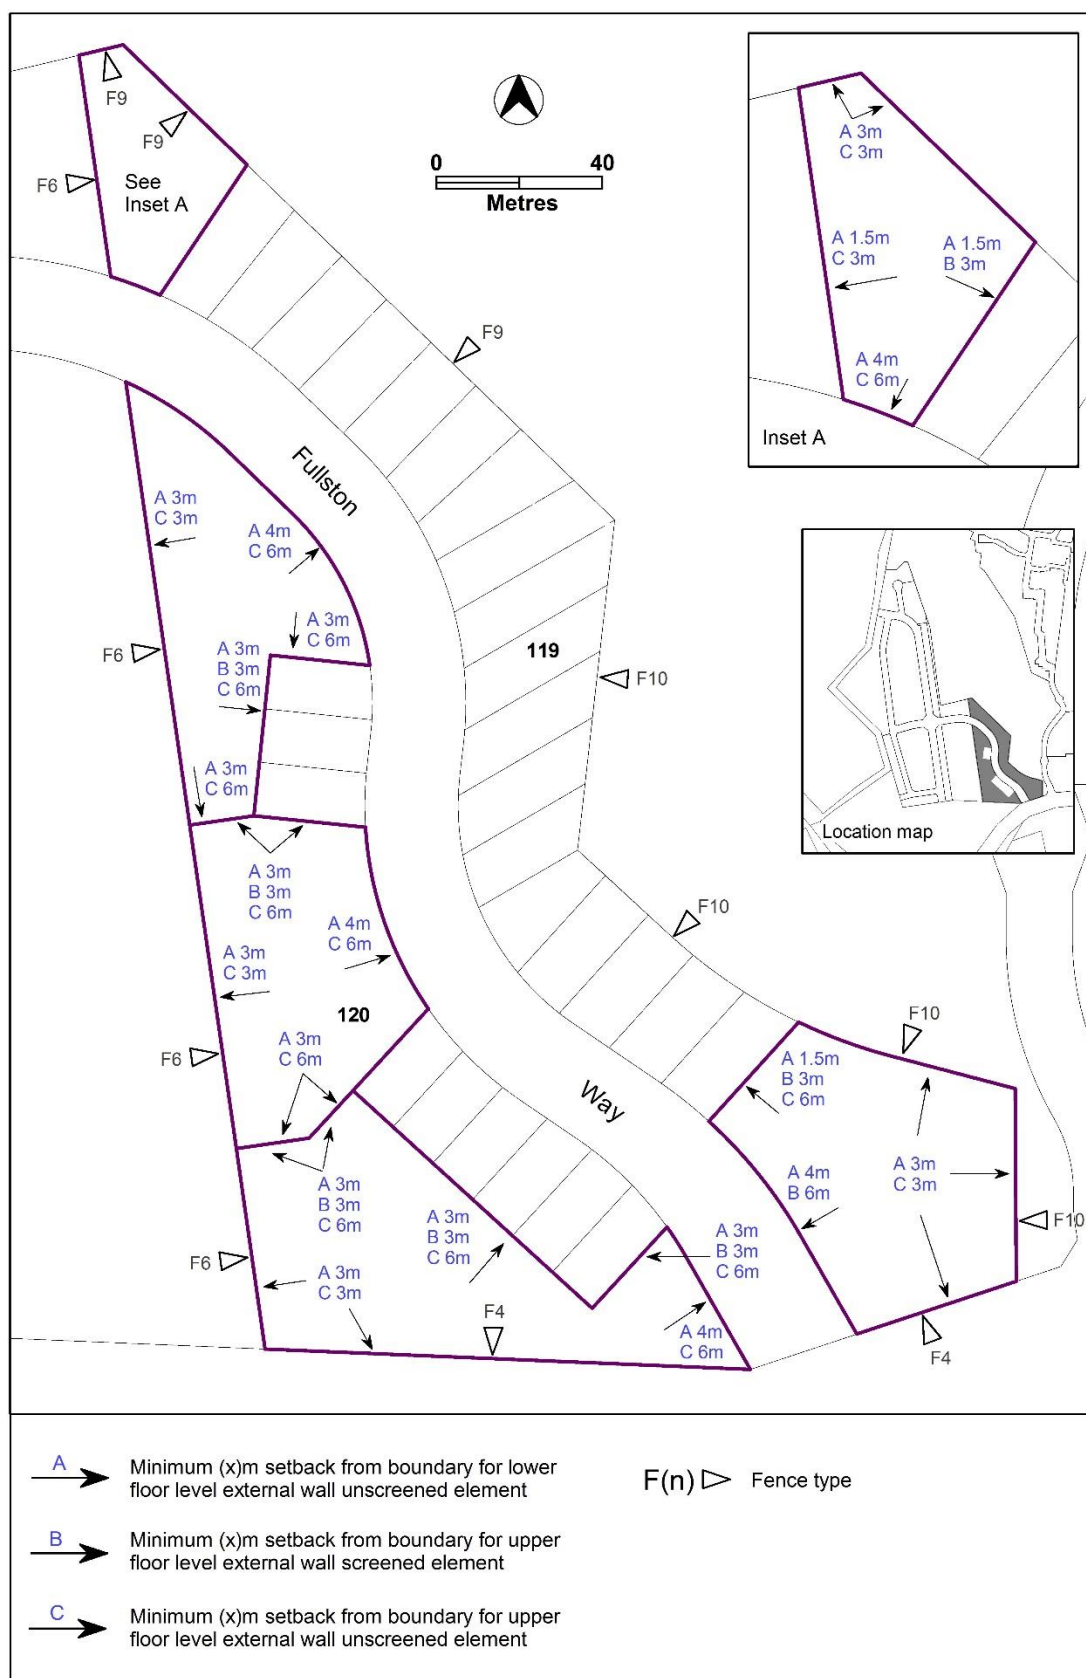 F9
F9
F6
See
Inset A
0
40
Metres
A 3m
C 3m
A 1.5m
C 3m
A 1.5m
B 3m
A 4m
C 6m
Inset A
F9
Fullston
A 3m
C 3m
A 4m
C 6m
A 3m
C 6m
F6
A 3m
B 3m
C 6m
119
F10
A 3m
C 6m
Location map
A 3m
B 3m
C 6m
A 4m
C 6m
F10
A 3m
C 3m
120
F10
F6
A 3m
C 6m
A 1.5m
B 3m
C 6m
Way
A 3m
B 3m
C 6m
A 4m
B 6m
A 3m
C 3m
F10
A 3m
B 3m
C 6m
A 3m
B 3m
C 6m
F6
A 3m
C 3m
F4
A 4m
C 6m
F4
A
Minimum (x)m setback from boundary for lower
floor level external wall unscreened element
F(n)
Fence type
B
Minimum (x)m setback from boundary for upper
floor level external wall screened element
C
Minimum (x)m setback from boundary for upper
floor level external wall unscreened element